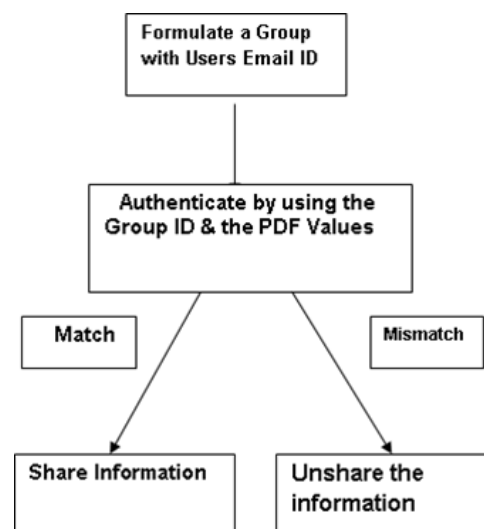 Formulate a Group
with Users Email ID
Authenticate by using the
Group ID & the PDF Values
Match
Mismatch
Share Information
Unshare the
information